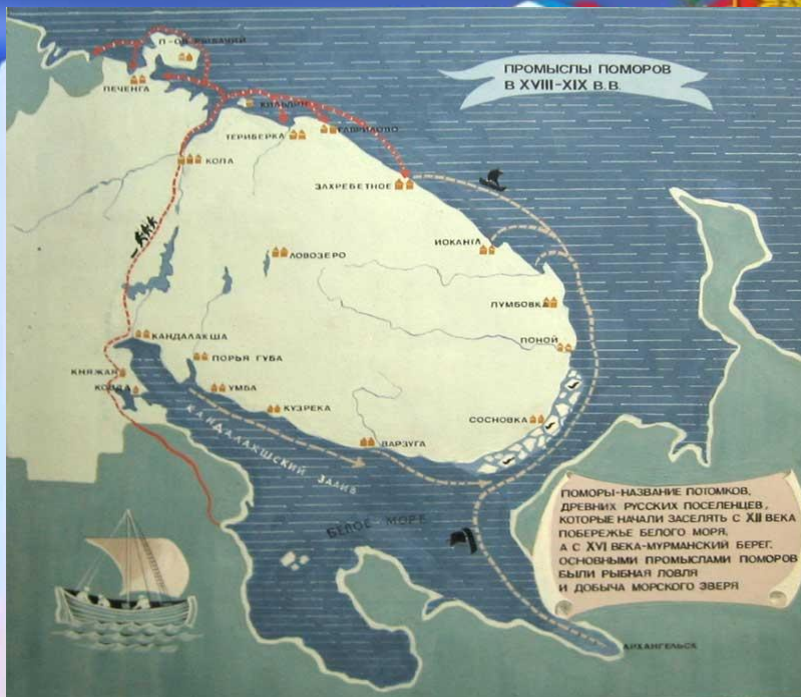 ПРОМЫСЛЫ ПОМОРОВ
В XVIII-XIX В.В.
П-ОВ РЫБАЧИЙ
ПЕЧЕНГА
КИЛЬДИН
ТЕРИБЕРКА
ГАВРИЛОВО
КОЛА
ЗАХРЕБЕТНОЕ
ИОКАНГА
ЛОВОЗЕРО
ЛУМБОВКА
ПОНОЙ
КАНДАЛАКША
ПОРЬЯ ГУБА
КНЯЖАЯ
КОВДА
УМБА
КУЗРЕКА
СОСНОВКА
ВАРЗУГА
КАНДАЛАКШСКИЙ ЗАЛИВ
БЕЛОЕ МОРЕ
ПОМОРЫ-НАЗВАНИЕ ПОТОМКОВ,
ДРЕВНИХ РУССКИХ ПОСЕЛЕНЦЕВ,
КОТОРЫЕ НАЧАЛИ ЗАСЕЛЯТЬ С XII ВЕКА
ПОБЕРЕЖЬЕ БЕЛОГО МОРЯ,
А С XVI ВЕКА-МУРМАНСКИЙ БЕРЕГ.
ОСНОВНЫМИ ПРОМЫСЛАМИ ПОМОРОВ
БЫЛИ РЫБНАЯ ЛОВЛЯ
И ДОБЫЧА МОРСКОГО ЗВЕРЯ
АРХАНГЕЛЬСК